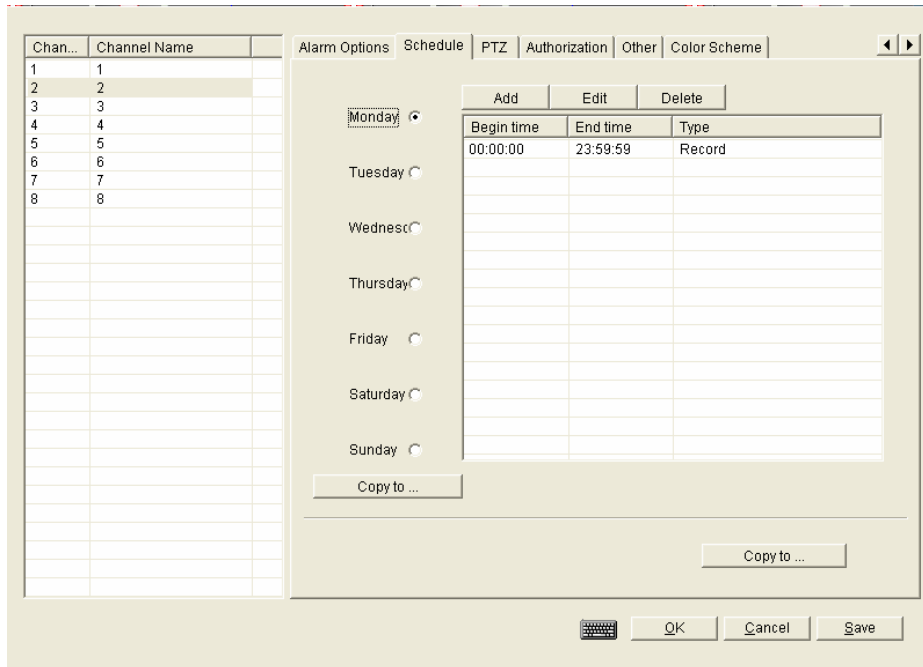 Chan... Channel Name
1 1
2 2
3 3
4 4
5 5
6 6
7 7
8 8
Alarm Options Schedule PTZ Authorization Other Color Scheme
Add Edit Delete
Monday
Tuesday
Wednesc
Thursday
Friday
Saturday
Sunday
Begin time End time Type
00:00:00 23:59:59 Record
Copy to ...
Copy to ...
OK Cancel Save